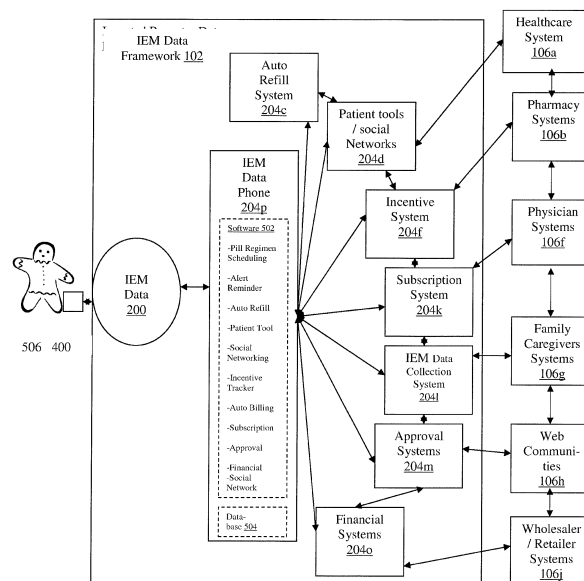 IEM Data
Framework 102
Auto
Refill
System
204c
Patient tools
/ social
Networks
204d
IEM
Data
Phone
204p
Software 502
-Pill Regimen
Scheduling
-Alert
Reminder
-Auto Refill
-Patient Tool
-Social
Networking
-Incentive
Tracker
-Auto Billing
-Subscription
-Approval
-Financial
-Social
Network
Data-
base 504
IEM
Data
200
506 400
Incentive
System
204f
Subscription
System
204k
IEM Data
Collection
System
204l
Approval
Systems
204m
Financial
Systems
204o
Healthcare
System
106a
Pharmacy
Systems
106b
Physician
Systems
106f
Family
Caregivers
Systems
106g
Web
Communi-
ties
106h
Wholesaler
/ Retailer
Systems
106j